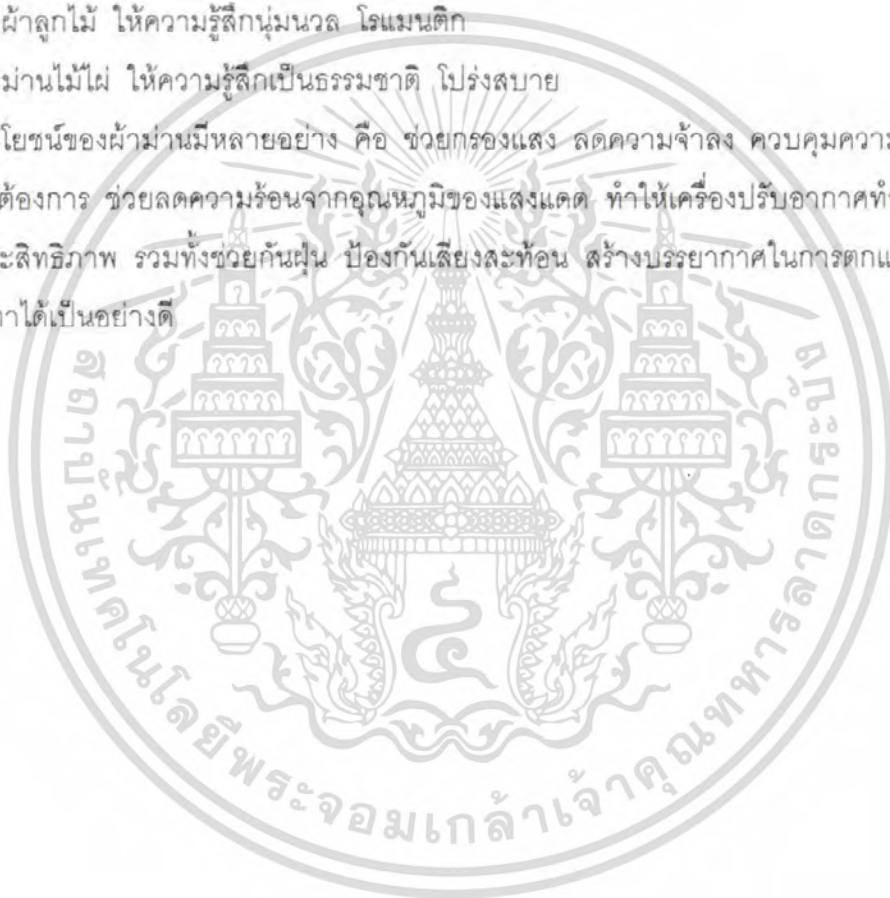 ผ้าลูกไม้ ให้ความรู้สึกนุ่มนวล โรแมนติก
ม่านไม้ไผ่ ให้ความรู้สึกเป็นธรรมชาติ โปร่งสบาย
โยชน์ของผ้าม่านมีหลายอย่าง คือ ช่วยกรองแสง ลดความจ้าลง ควบคุมความ
ต้องการ ช่วยลดความร้อนจากอุณหภูมิของแสงแดด ทำให้เครื่องปรับอากาศทำ
ะสิทธิภาพ รวมทั้งช่วยกันฝุ่น ป้องกันเสียงสะท้อน สร้างบรรยากาศในการตกแ
าได้เป็นอย่างดี
สถาบันเทคโนโลยีพระจอมเกล้าเจ้าคุณทหารลาดกระบัง
๔